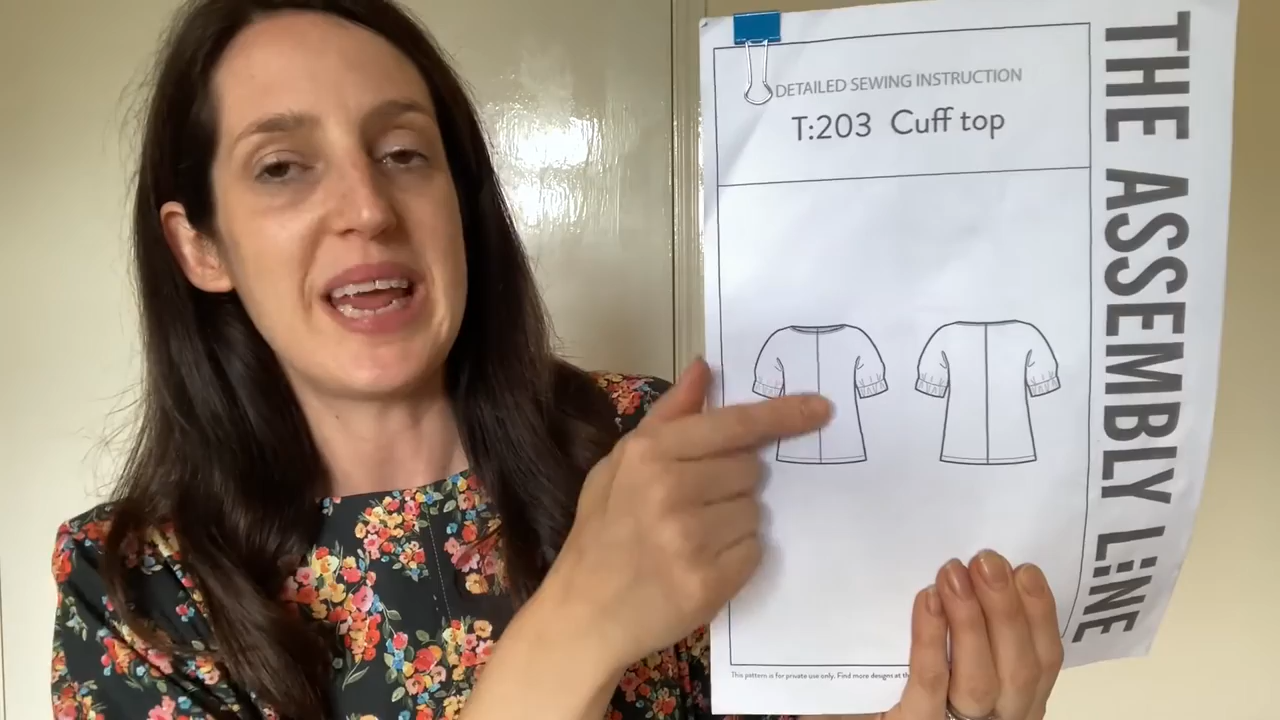 DETAILED SEWING INSTRUCTION
T:203 Cuff top
THE ASSEMBLY LINE
This pattern is for private use only. Find more designs at